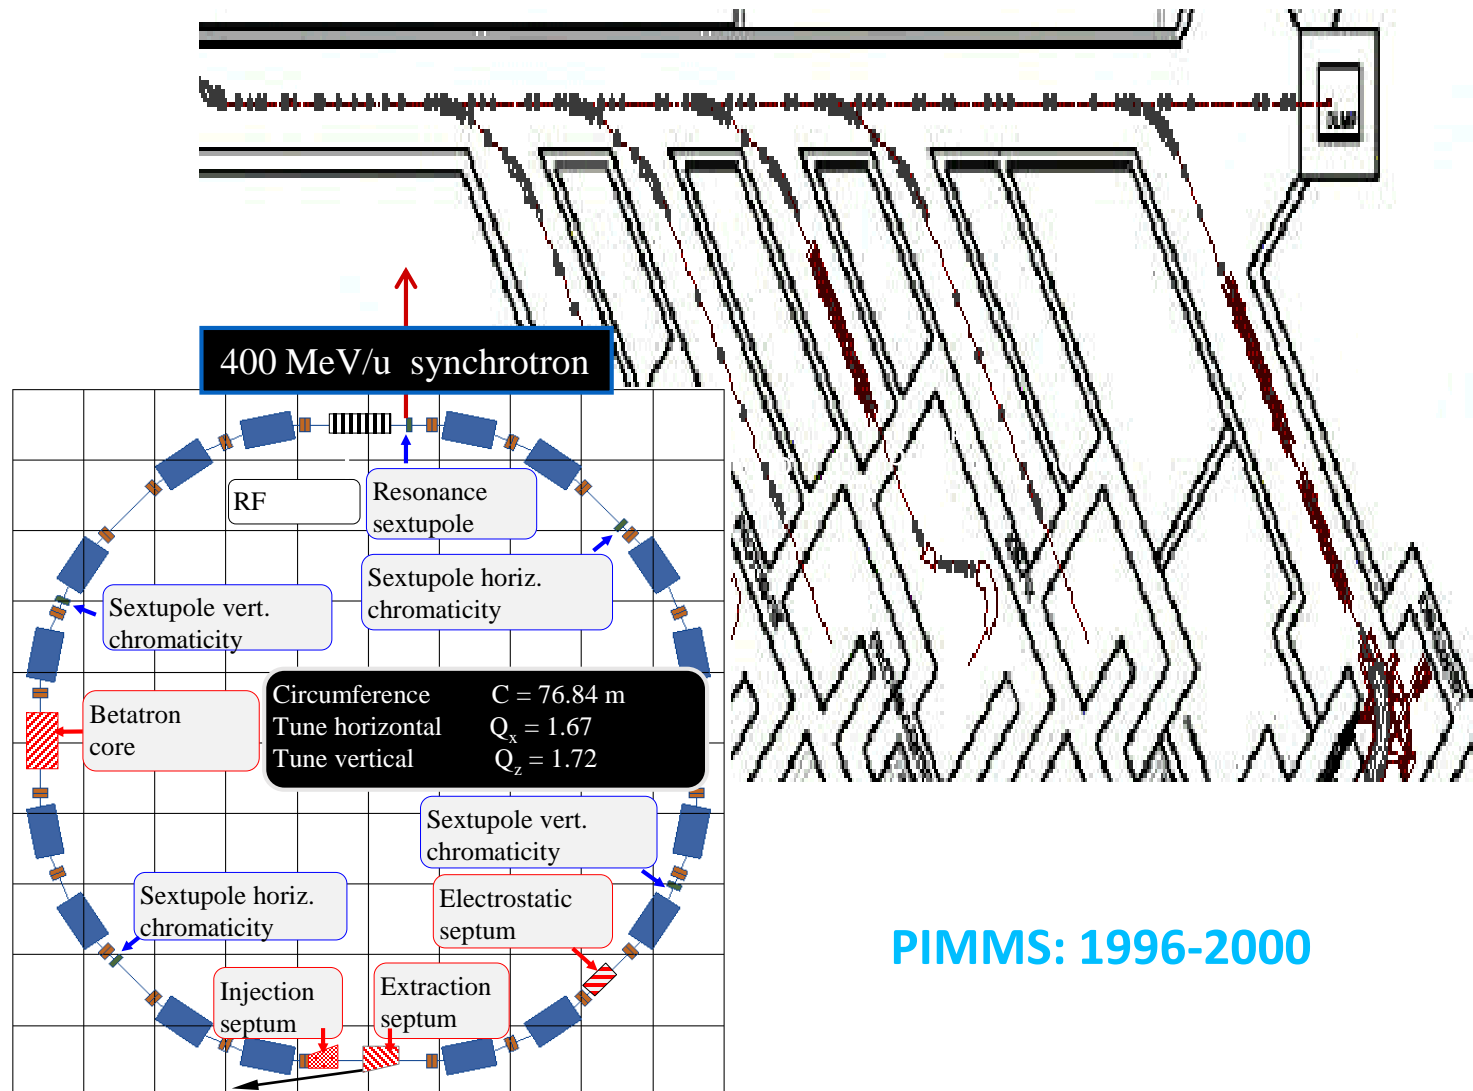 DUMP
400 MeV/u synchrotron
RF
Resonance
sextupole
Sextupole horiz.
chromaticity
Sextupole vert.
chromaticity
Circumference C = 76.84 m
Tune horizontal Qx = 1.67
Tune vertical Qz = 1.72
Betatron
core
Sextupole vert.
chromaticity
Sextupole horiz.
chromaticity
Electrostatic
septum
Injection
septum
Extraction
septum
PIMMS: 1996-2000